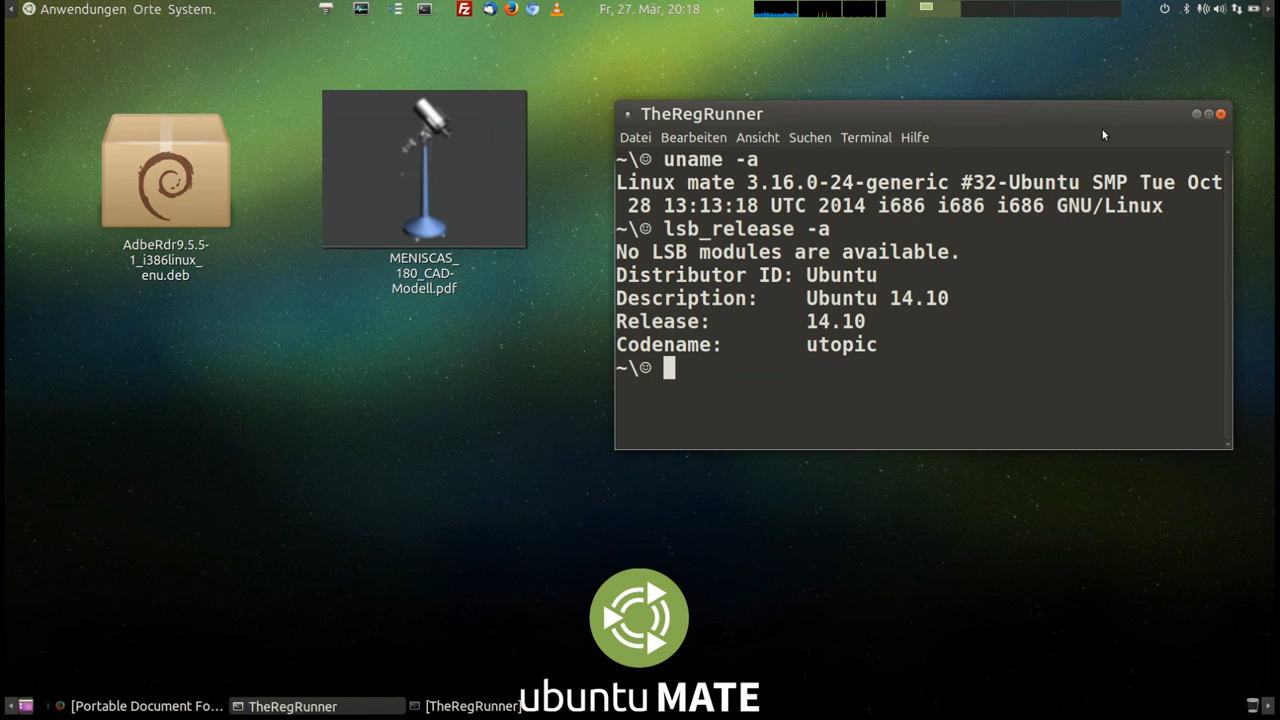 Anwendungen Orte System.
Fr, 27. Mär, 20:18
AdbeRdr9.5.5-
1_i386linux_
enu.deb
MENISCAS_
180_CAD-
Modell.pdf
TheRegRunner
Datei Bearbeiten Ansicht Suchen Terminal Hilfe
~\☺ uname -a
Linux mate 3.16.0-24-generic #32-Ubuntu SMP Tue Oct
28 13:13:18 UTC 2014 i686 i686 i686 GNU/Linux
~\☺ lsb_release -a
No LSB modules are available.
Distributor ID: Ubuntu
Description: Ubuntu 14.10
Release: 14.10
Codename: utopic
~\☺
ubuntu MATE
[Portable Document Fo...
TheRegRunner
[TheRegRunner]